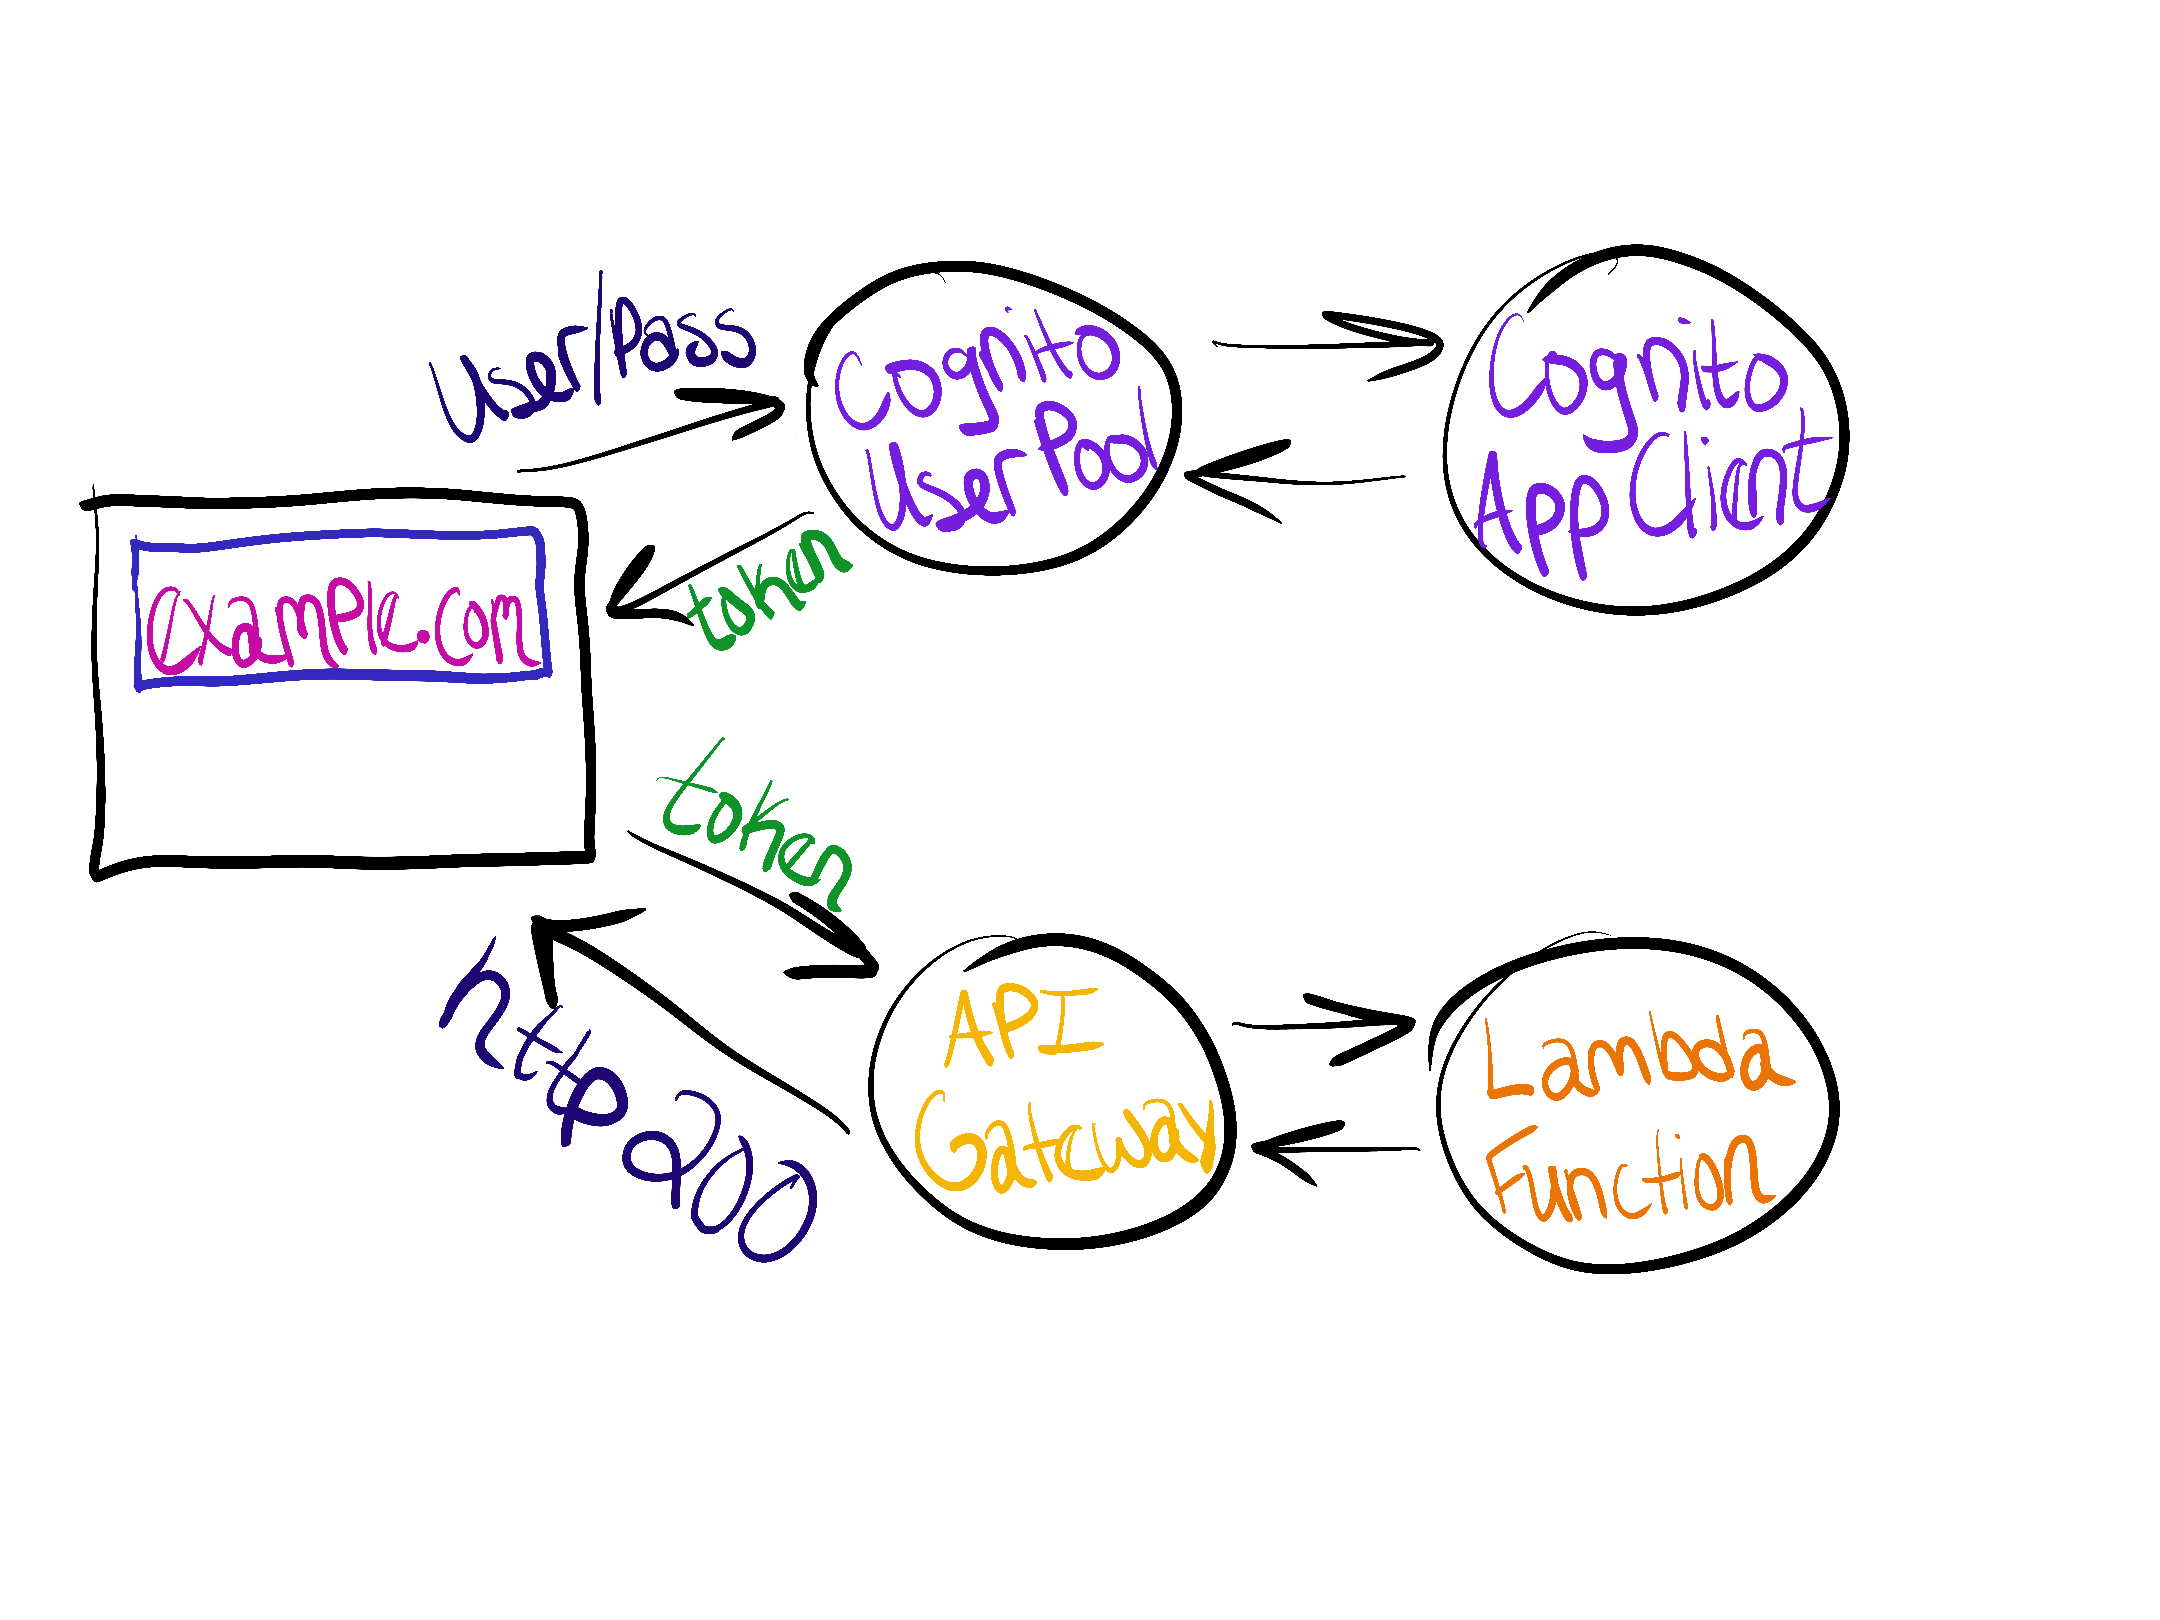 User/Pass
Cognito
User Pool
Cognito
App Client
token
example.com
token
http 200
API
Gateway
Lambda
Function